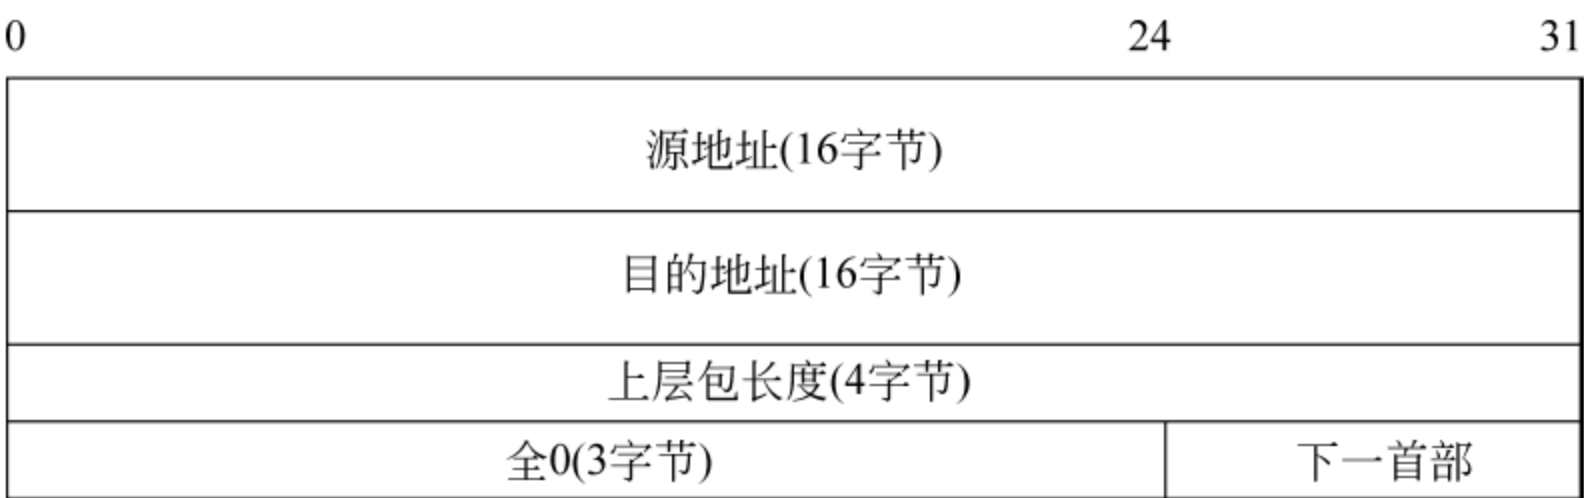 0 24 31
源地址(16字节)
目的地址(16字节)
上层包长度(4字节)
全0(3字节) 下一首部